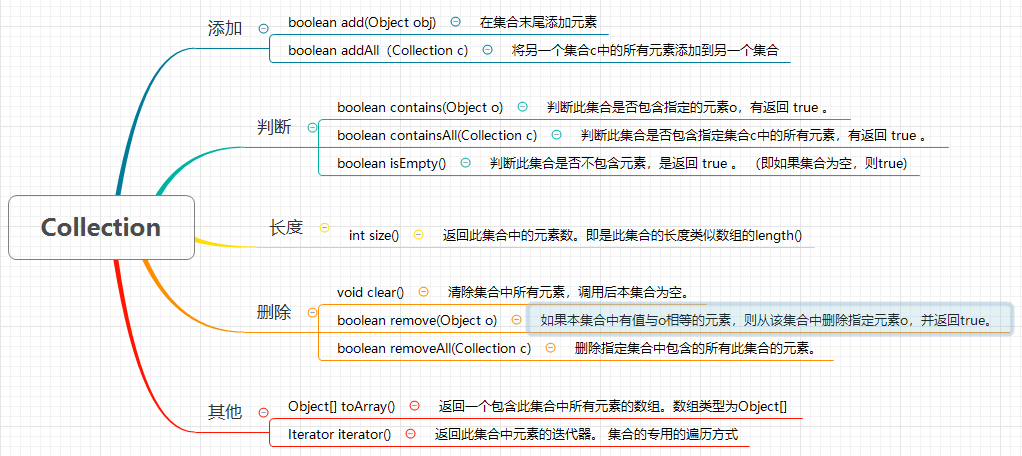 添加
boolean add(Object obj) 在集合末尾添加元素
boolean addAll（Collection c） 将另一个集合c中的所有元素添加到另一个集合
判断
boolean contains(Object o) 判断此集合是否包含指定的元素o，有返回 true 。
boolean containsAll(Collection c) 判断此集合是否包含指定集合c中的所有元素，有返回 true 。
boolean isEmpty() 判断此集合是否不包含元素，是返回 true 。 （即如果集合为空，则true)
Collection
长度
int size() 返回此集合中的元素数。即是此集合的长度类似数组的length()
删除
void clear() 清除集合中所有元素，调用后本集合为空。
boolean remove(Object o) 如果本集合中有值与o相等的元素，则从该集合中删除指定元素o，并返回true。
boolean removeAll(Collection c) 删除指定集合中包含的所有此集合的元素。
其他
Object[] toArray() 返回一个包含此集合中所有元素的数组。数组类型为Object[]
Iterator iterator() 返回此集合中元素的迭代器。 集合的专用的遍历方式